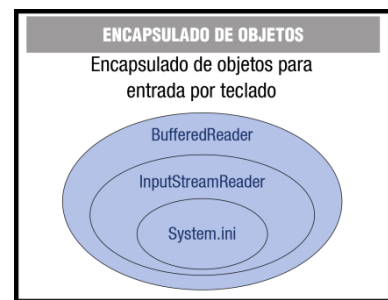 ENCAPSULADO DE OBJETOS
Encapsulado de objetos para
entrada por teclado
BufferedReader
InputStreamReader
System.ini